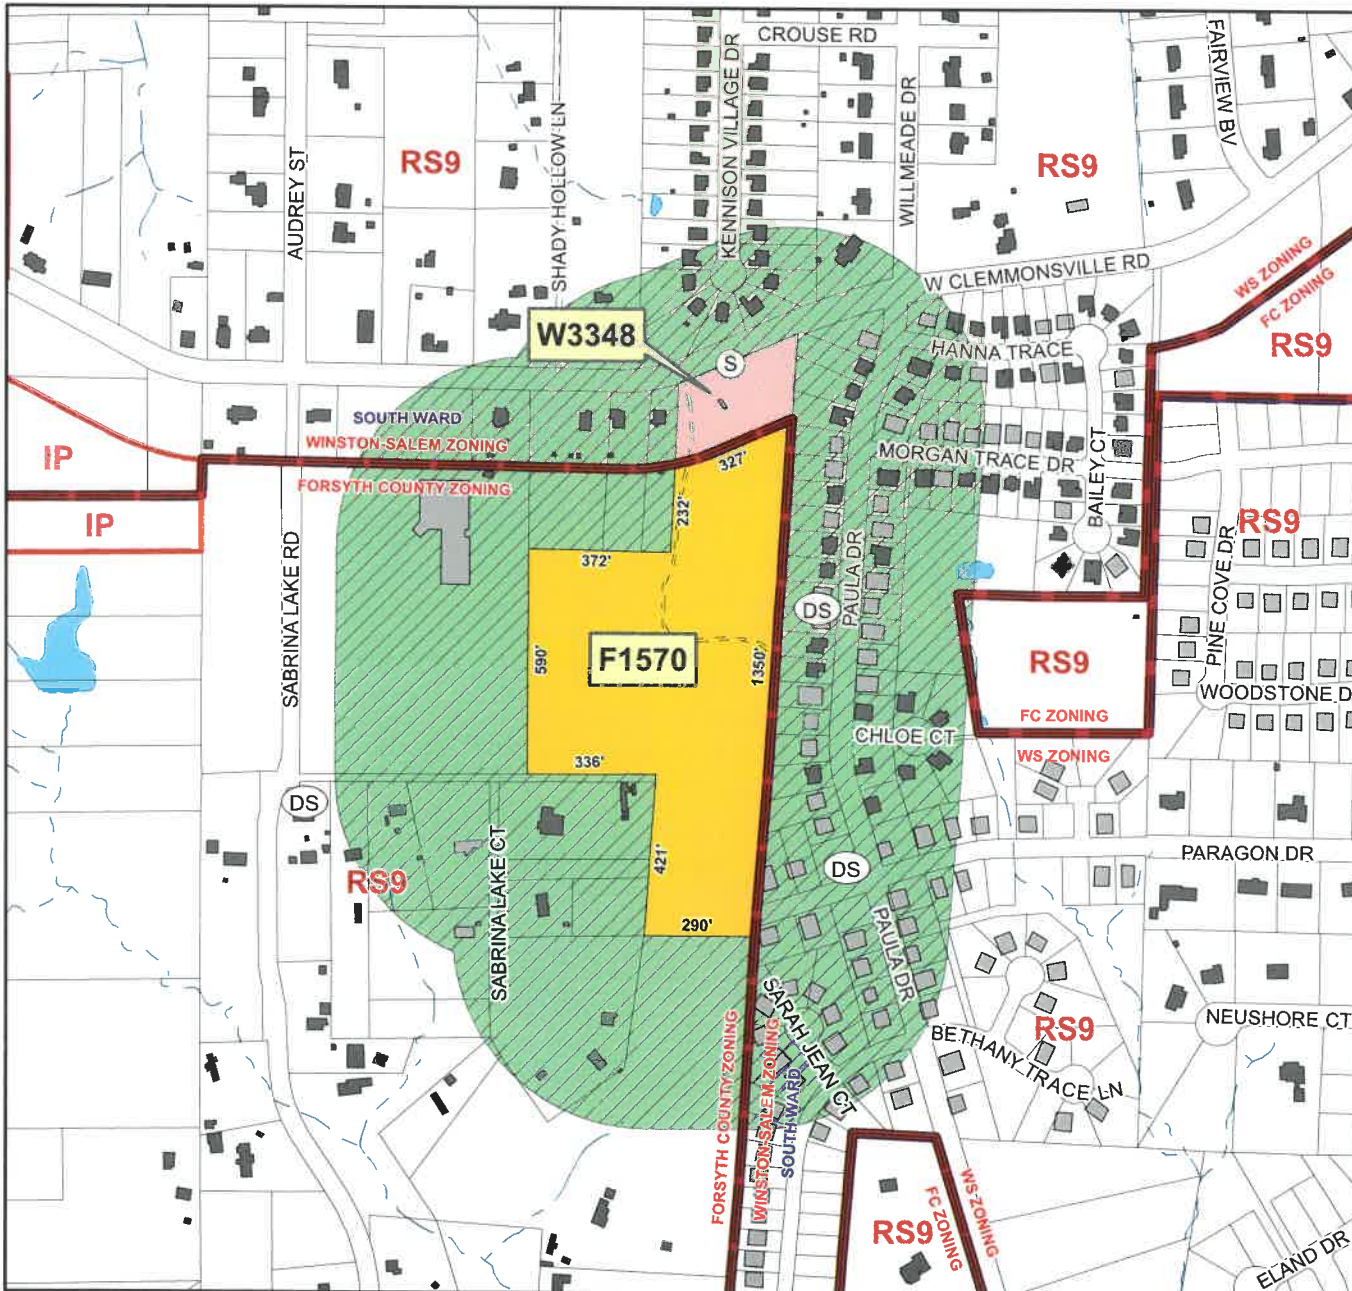 CROUSE RD
FAIRVIEW BV
KENNISON VILLAGE DR
WILLMEADE DR
SHADY HOLLOW LN
AUDREY ST
RS9
RS9
W CLEMMONSVILLE RD
WS ZONING
FC ZONING
RS9
W3348
S
HANNA TRACE
SOUTH WARD
WINSTON-SALEM ZONING
FORSYTH COUNTY ZONING
IP
IP
327'
MORGAN TRACE DR
BAILEY CT
232'
372'
RS9
PINE COVE DR
SABRINA LAKE RD
PAULA DR
DS
590'
F1570
1350'
RS9
WOODSTONE D
FC ZONING
WS ZONING
CHLOE CT
336'
DS
SABRINA LAKE CT
421'
PARAGON DR
DS
RS9
290'
PAULA DR
SARAH JEAN CT
BETHANY TRACE LN
RS9
NEUSHORE CT
FORSYTH COUNTY ZONING
WINSTON-SALEM ZONING
SOUTH WARD
RS9
FC ZONING
WS ZONING
ELAND DR